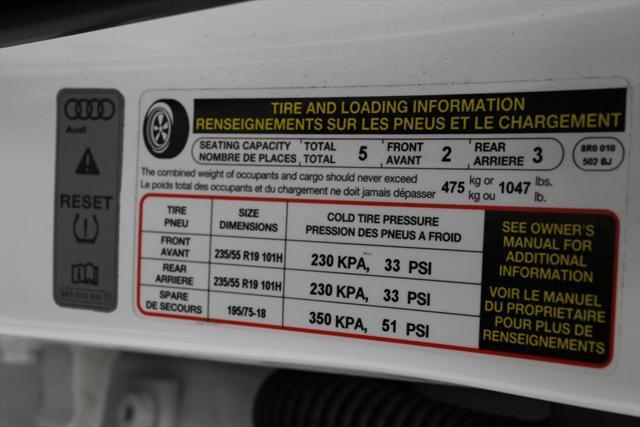 Audi
RESET
TIRE AND LOADING INFORMATION
RENSEIGNEMENTS SUR LES PNEUS ET LE CHARGEMENT
SEATING CAPACITY TOTAL 5 FRONT 2 REAR 3
NOMBRE DE PLACES TOTAL AVANT ARRIERE
8R0 010
502 BJ
The combined weight of occupants and cargo should never exceed 475 kg or 1047 lbs.
Le poids total des occupants et du chargement ne doit jamais dépasser kg ou lb.
TIRE SIZE COLD TIRE PRESSURE
PNEU DIMENSIONS PRESSION DES PNEUS A FROID
FRONT
AVANT 235/55 R19 101H 230 KPA, 33 PSI
REAR
ARRIERE 235/55 R19 101H 230 KPA, 33 PSI
SPARE
DE SECOURS 195/75-18 350 KPA, 51 PSI
SEE OWNER'S
MANUAL FOR
ADDITIONAL
INFORMATION
VOIR LE MANUEL
DU PROPRIETAIRE
POUR PLUS DE
RENSEIGNEMENTS